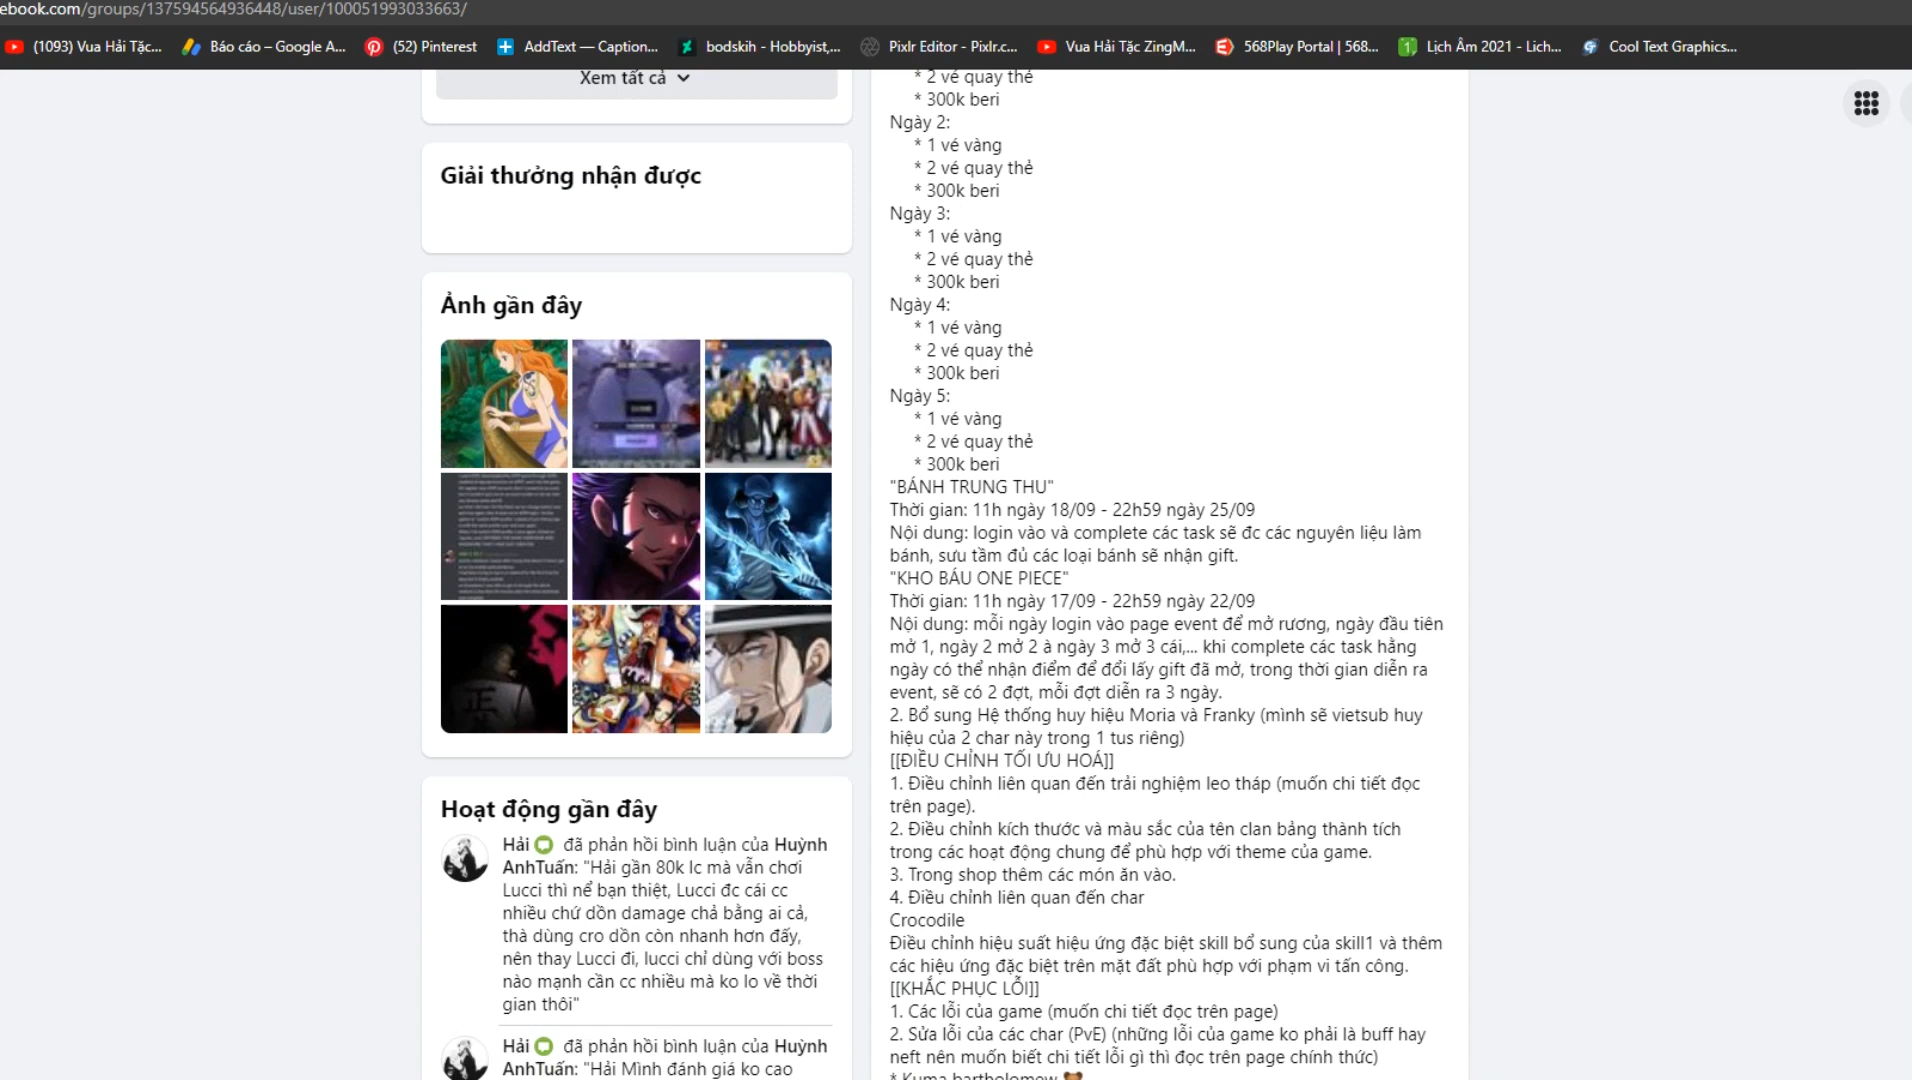 ebook.com/groups/137594564936448/user/100051993033663/
(1093) Vua Hải Tặc...
Báo cáo – Google A...
(52) Pinterest
AddText — Caption...
bodskih - Hobbyist,...
Pixlr Editor - Pixlr.c...
Vua Hải Tặc ZingM...
568Play Portal | 568...
Lịch Âm 2021 - Lich...
Cool Text Graphics...
Xem tất cả
Giải thưởng nhận được
Ảnh gần đây
Hoạt động gần đây
Hải đã phản hồi bình luận của Huỳnh
AnhTuấn: "Hải gần 80k lc mà vẫn chơi
Lucci thì nể bạn thiệt, Lucci đc cái cc
nhiều chứ dồn damage chả bằng ai cả,
thà dùng cro dồn còn nhanh hơn đấy,
nên thay Lucci đi, lucci chỉ dùng với boss
nào mạnh cần cc nhiều mà ko lo về thời
gian thôi"
Hải đã phản hồi bình luận của Huỳnh
AnhTuấn: "Hải Mình đánh giá ko cao
* 2 vé quay thẻ
* 300k beri
Ngày 2:
* 1 vé vàng
* 2 vé quay thẻ
* 300k beri
Ngày 3:
* 1 vé vàng
* 2 vé quay thẻ
* 300k beri
Ngày 4:
* 1 vé vàng
* 2 vé quay thẻ
* 300k beri
Ngày 5:
* 1 vé vàng
* 2 vé quay thẻ
* 300k beri
"BÁNH TRUNG THU"
Thời gian: 11h ngày 18/09 - 22h59 ngày 25/09
Nội dung: login vào và complete các task sẽ đc các nguyên liệu làm
bánh, sưu tầm đủ các loại bánh sẽ nhận gift.
"KHO BÁU ONE PIECE"
Thời gian: 11h ngày 17/09 - 22h59 ngày 22/09
Nội dung: mỗi ngày login vào page event để mở rương, ngày đầu tiên
mở 1, ngày 2 mở 2 à ngày 3 mở 3 cái,... khi complete các task hằng
ngày có thể nhận điểm để đổi lấy gift đã mở, trong thời gian diễn ra
event, sẽ có 2 đợt, mỗi đợt diễn ra 3 ngày.
2. Bổ sung Hệ thống huy hiệu Moria và Franky (mình sẽ vietsub huy
hiệu của 2 char này trong 1 tus riêng)
[[ĐIỀU CHỈNH TỐI ƯU HOÁ]]
1. Điều chỉnh liên quan đến trải nghiệm leo tháp (muốn chi tiết đọc
trên page).
2. Điều chỉnh kích thước và màu sắc của tên clan bảng thành tích
trong các hoạt động chung để phù hợp với theme của game.
3. Trong shop thêm các món ăn vào.
4. Điều chỉnh liên quan đến char
Crocodile
Điều chỉnh hiệu suất hiệu ứng đặc biệt skill bổ sung của skill1 và thêm
các hiệu ứng đặc biệt trên mặt đất phù hợp với phạm vi tấn công.
[[KHẮC PHỤC LỖI]]
1. Các lỗi của game (muốn chi tiết đọc trên page)
2. Sửa lỗi của các char (PvE) (những lỗi của game ko phải là buff hay
neft nên muốn biết chi tiết lỗi gì thì đọc trên page chính thức)
* Kuma bartholomew